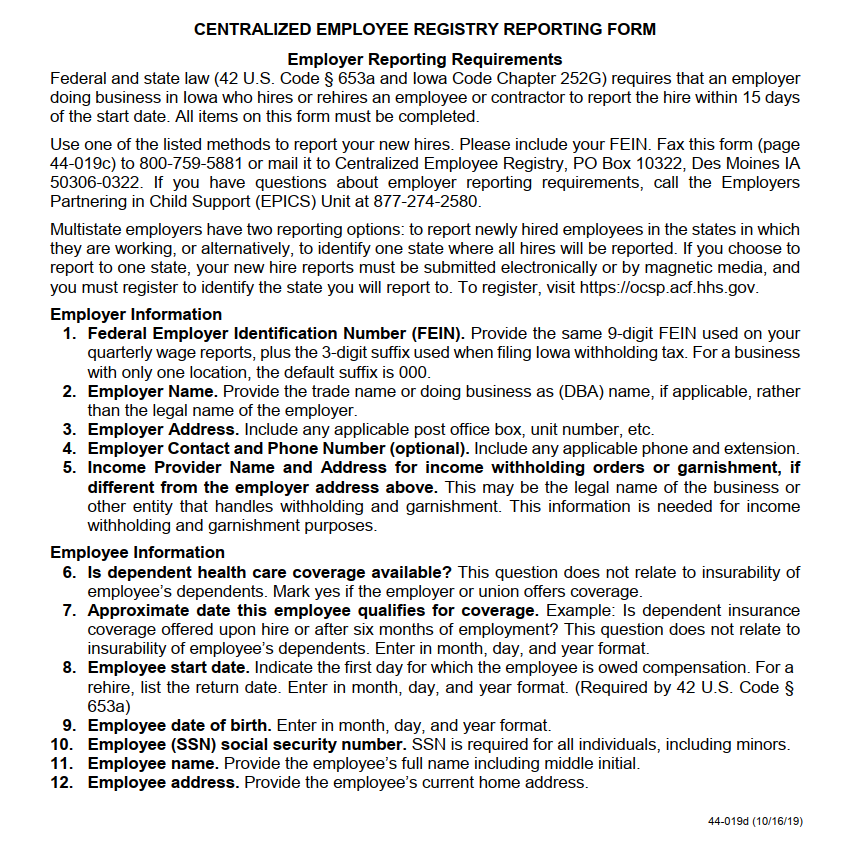 CENTRALIZED EMPLOYEE REGISTRY REPORTING FORM
Employer Reporting Requirements
Federal and state law (42 U.S. Code § 653a and Iowa Code Chapter 252G) requires that an employer
doing business in Iowa who hires or rehires an employee or contractor to report the hire within 15 days
of the start date. All items on this form must be completed.
Use one of the listed methods to report your new hires. Please include your FEIN. Fax this form (page
44-019c) to 800-759-5881 or mail it to Centralized Employee Registry, PO Box 10322, Des Moines IA
50306-0322. If you have questions about employer reporting requirements, call the Employers
Partnering in Child Support (EPICS) Unit at 877-274-2580.
Multistate employers have two reporting options: to report newly hired employees in the states in which
they are working, or alternatively, to identify one state where all hires will be reported. If you choose to
report to one state, your new hire reports must be submitted electronically or by magnetic media, and
you must register to identify the state you will report to. To register, visit https://ocsp.acf.hhs.gov.
Employer Information
1. Federal Employer Identification Number (FEIN). Provide the same 9-digit FEIN used on your
quarterly wage reports, plus the 3-digit suffix used when filing Iowa withholding tax. For a business
with only one location, the default suffix is 000.
2. Employer Name. Provide the trade name or doing business as (DBA) name, if applicable, rather
than the legal name of the employer.
3. Employer Address. Include any applicable post office box, unit number, etc.
4. Employer Contact and Phone Number (optional). Include any applicable phone and extension.
5. Income Provider Name and Address for income withholding orders or garnishment, if
different from the employer address above. This may be the legal name of the business or
other entity that handles withholding and garnishment. This information is needed for income
withholding and garnishment purposes.
Employee Information
6. Is dependent health care coverage available? This question does not relate to insurability of
employee's dependents. Mark yes if the employer or union offers coverage.
7. Approximate date this employee qualifies for coverage. Example: Is dependent insurance
coverage offered upon hire or after six months of employment? This question does not relate to
insurability of employee's dependents. Enter in month, day, and year format.
8. Employee start date. Indicate the first day for which the employee is owed compensation. For a
rehire, list the return date. Enter in month, day, and year format. (Required by 42 U.S. Code §
653a)
9. Employee date of birth. Enter in month, day, and year format.
10. Employee (SSN) social security number. SSN is required for all individuals, including minors.
11. Employee name. Provide the employee's full name including middle initial.
12. Employee address. Provide the employee's current home address.
44-019d (10/16/19)